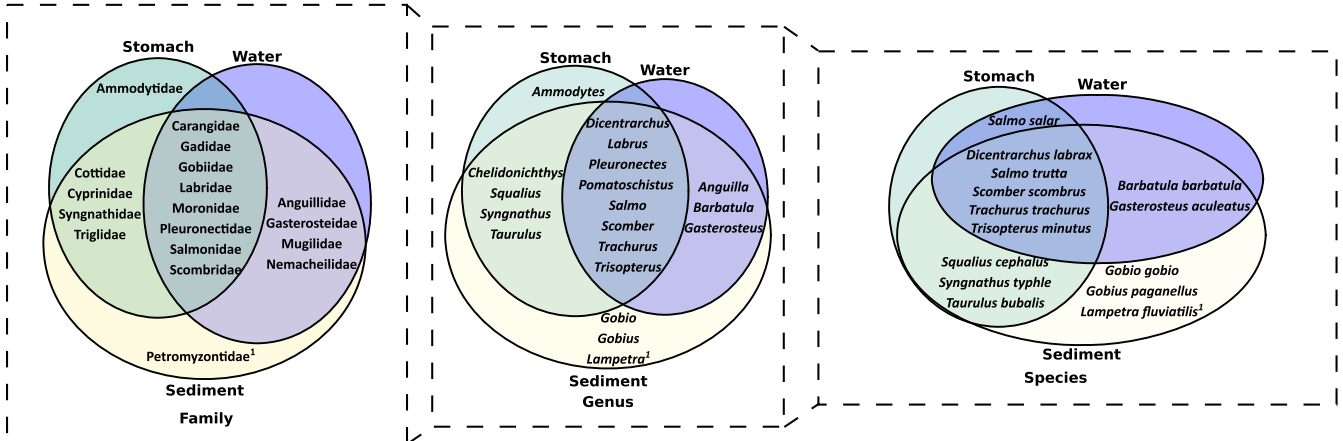 Stomach
Water
Ammodytidae
Carangidae
Gadidae
Gobiidae
Labridae
Moronidae
Pleuronectidae
Salmonidae
Scombridae
Cottidae
Cyprinidae
Syngnathidae
Triglidae
Anguillidae
Gasterosteidae
Mugilidae
Nemacheilidae
Petromyzontidae¹
Sediment
Family
Stomach
Water
Ammodytes
Dicentrarchus
Labrus
Pleuronectes
Pomatoschistus
Salmo
Scomber
Trachurus
Trisopterus
Chelidonichthys
Squalius
Syngnathus
Taurulus
Anguilla
Barbatula
Gasterosteus
Gobio
Gobius
Lampetra¹
Sediment
Genus
Stomach
Water
Salmo salar
Dicentrarchus labrax
Salmo trutta
Scomber scombrus
Trachurus trachurus
Trisopterus minutus
Barbatula barbatula
Gasterosteus aculeatus
Squalius cephalus
Syngnathus typhle
Taurulus bubalis
Gobio gobio
Gobius paganellus
Lampetra fluviatilis¹
Sediment
Species